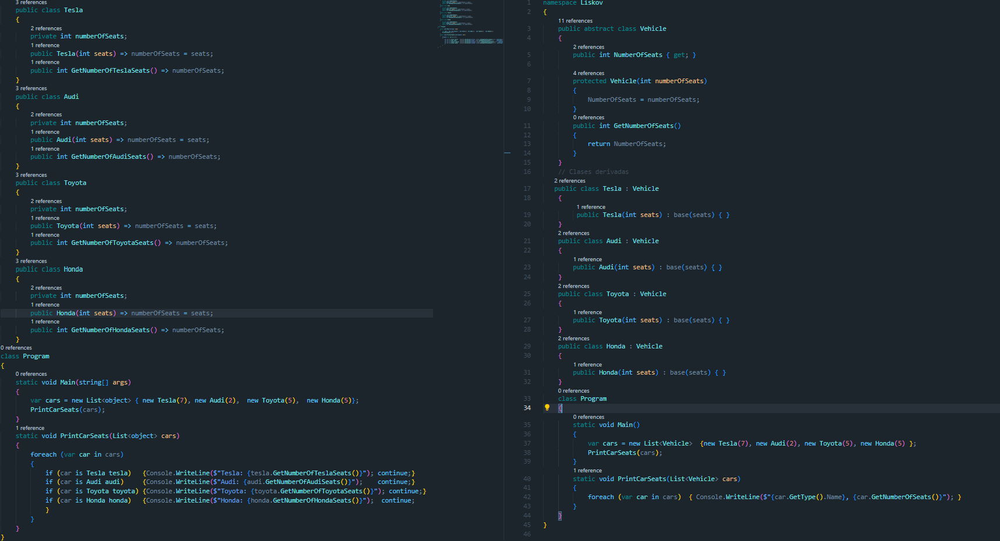 3 references
public class Tesla
{
2 references
private int numberOfSeats;
1 reference
public Tesla(int seats) => numberOfSeats = seats;
1 reference
public int GetNumberOfTeslaSeats() => numberOfSeats;
}
3 references
public class Audi
{
2 references
private int numberOfSeats;
1 reference
public Audi(int seats) => numberOfSeats = seats;
1 reference
public int GetNumberOfAudiSeats() => numberOfSeats;
}
3 references
public class Toyota
{
2 references
private int numberOfSeats;
1 reference
public Toyota(int seats) => numberOfSeats = seats;
1 reference
public int GetNumberOfToyotaSeats() => numberOfSeats;
}
3 references
public class Honda
{
2 references
private int numberOfSeats;
1 reference
public Honda(int seats) => numberOfSeats = seats;
1 reference
public int GetNumberOfHondaSeats() => numberOfSeats;
}
0 references
class Program
{
0 references
static void Main(string[] args)
{
var cars = new List<object> { new Tesla(7), new Audi(2),  new Toyota(5),  new Honda(5)};
PrintCarSeats(cars);
}
1 reference
static void PrintCarSeats(List<object> cars)
{
foreach (var car in cars)
{
if (car is Tesla tesla)   {Console.WriteLine($"Tesla: {tesla.GetNumberOfTeslaSeats()}"); continue;}
if (car is Audi audi)     {Console.WriteLine($"Audi: {audi.GetNumberOfAudiSeats()}");    continue;}
if (car is Toyota toyota) {Console.WriteLine($"Toyota: {toyota.GetNumberOfToyotaSeats()}"); continue;}
if (car is Honda honda)   {Console.WriteLine($"Honda: {honda.GetNumberOfHondaSeats()}");  continue;
}
}
}
}
1 namespace Liskov
2 {
11 references
3 public abstract class Vehicle
4 {
2 references
5 public int NumberOfSeats { get; }
6
4 references
7 protected Vehicle(int numberOfSeats)
8 {
9 NumberOfSeats = numberOfSeats;
10 }
0 references
11 public int GetNumberOfSeats()
12 {
13 return NumberOfSeats;
14 }
15 }
16 // Clases derivadas
2 references
17 public class Tesla : Vehicle
18 {
1 reference
19 public Tesla(int seats) : base(seats) { }
20 }
2 references
21 public class Audi : Vehicle
22 {
1 reference
23 public Audi(int seats) : base(seats) { }
24 }
2 references
25 public class Toyota : Vehicle
26 {
1 reference
27 public Toyota(int seats) : base(seats) { }
28 }
2 references
29 public class Honda : Vehicle
30 {
1 reference
31 public Honda(int seats) : base(seats) { }
32 }
0 references
33 class Program
34 {
0 references
35 static void Main()
36 {
37 var cars = new List<Vehicle>  {new Tesla(7), new Audi(2), new Toyota(5), new Honda(5) };
38 PrintCarSeats(cars);
39 }
1 reference
40 static void PrintCarSeats(List<Vehicle> cars)
41 {
42 foreach (var car in cars)  { Console.WriteLine($"{car.GetType().Name}, {car.GetNumberOfSeats()}"); }
43 }
44 }
45 }
46